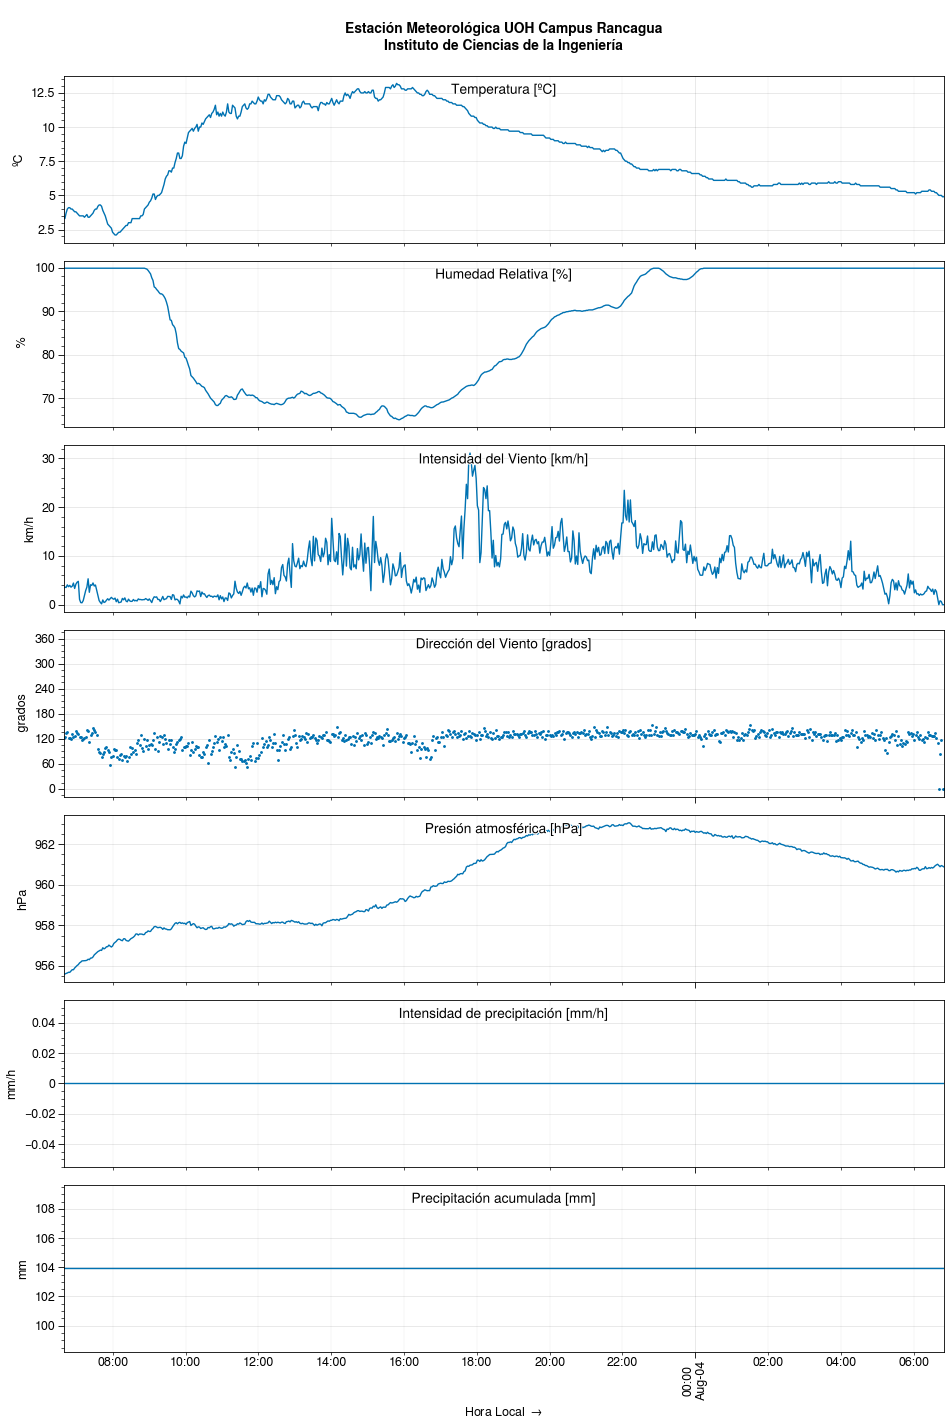 Estación Meteorológica UOH Campus Rancagua
Instituto de Ciencias de la Ingeniería
Temperatura [ºC]
ºC
12.5
10
7.5
5
2.5
Humedad Relativa [%]
%
100
90
80
70
Intensidad del Viento [km/h]
km/h
30
20
10
0
Dirección del Viento [grados]
grados
360
300
240
180
120
60
0
Presión atmosférica [hPa]
hPa
962
960
958
956
Intensidad de precipitación [mm/h]
mm/h
0.04
0.02
0
−0.02
−0.04
Precipitación acumulada [mm]
mm
108
106
104
102
100
08:00
10:00
12:00
14:00
16:00
18:00
20:00
22:00
00:00
Aug-04
02:00
04:00
06:00
Hora Local →